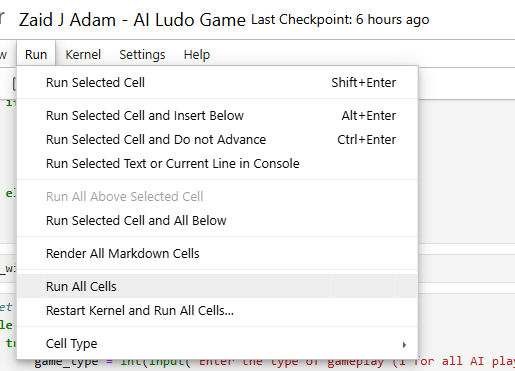 r Zaid J Adam - AI Ludo Game Last Checkpoint: 6 hours ago
w Run Kernel Settings Help
Run Selected Cell Shift+Enter
Run Selected Cell and Insert Below Alt+Enter
Run Selected Cell and Do not Advance Ctrl+Enter
Run Selected Text or Current Line in Console
Run All Above Selected Cell
el
Run Selected Cell and All Below
Render All Markdown Cells
Run All Cells
Restart Kernel and Run All Cells...
Cell Type
game_type = int(input("Enter the type of gameplay (1 for all AI play